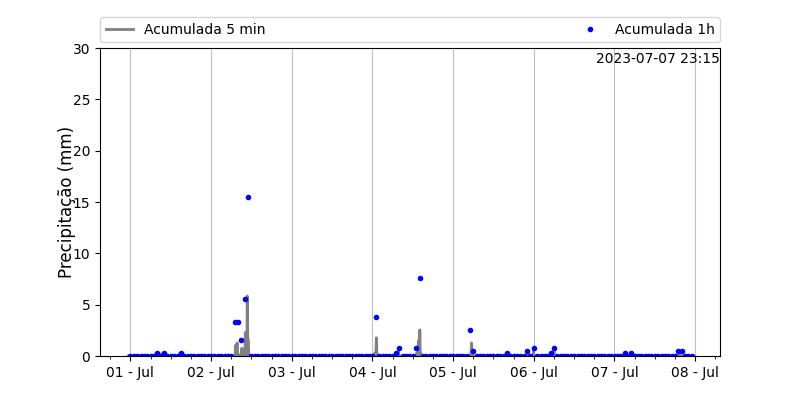 Acumulada 5 min
Acumulada 1h
2023-07-07 23:15
Precipitação (mm)
30
25
20
15
10
5
0
01 - Jul
02 - Jul
03 - Jul
04 - Jul
05 - Jul
06 - Jul
07 - Jul
08 - Jul